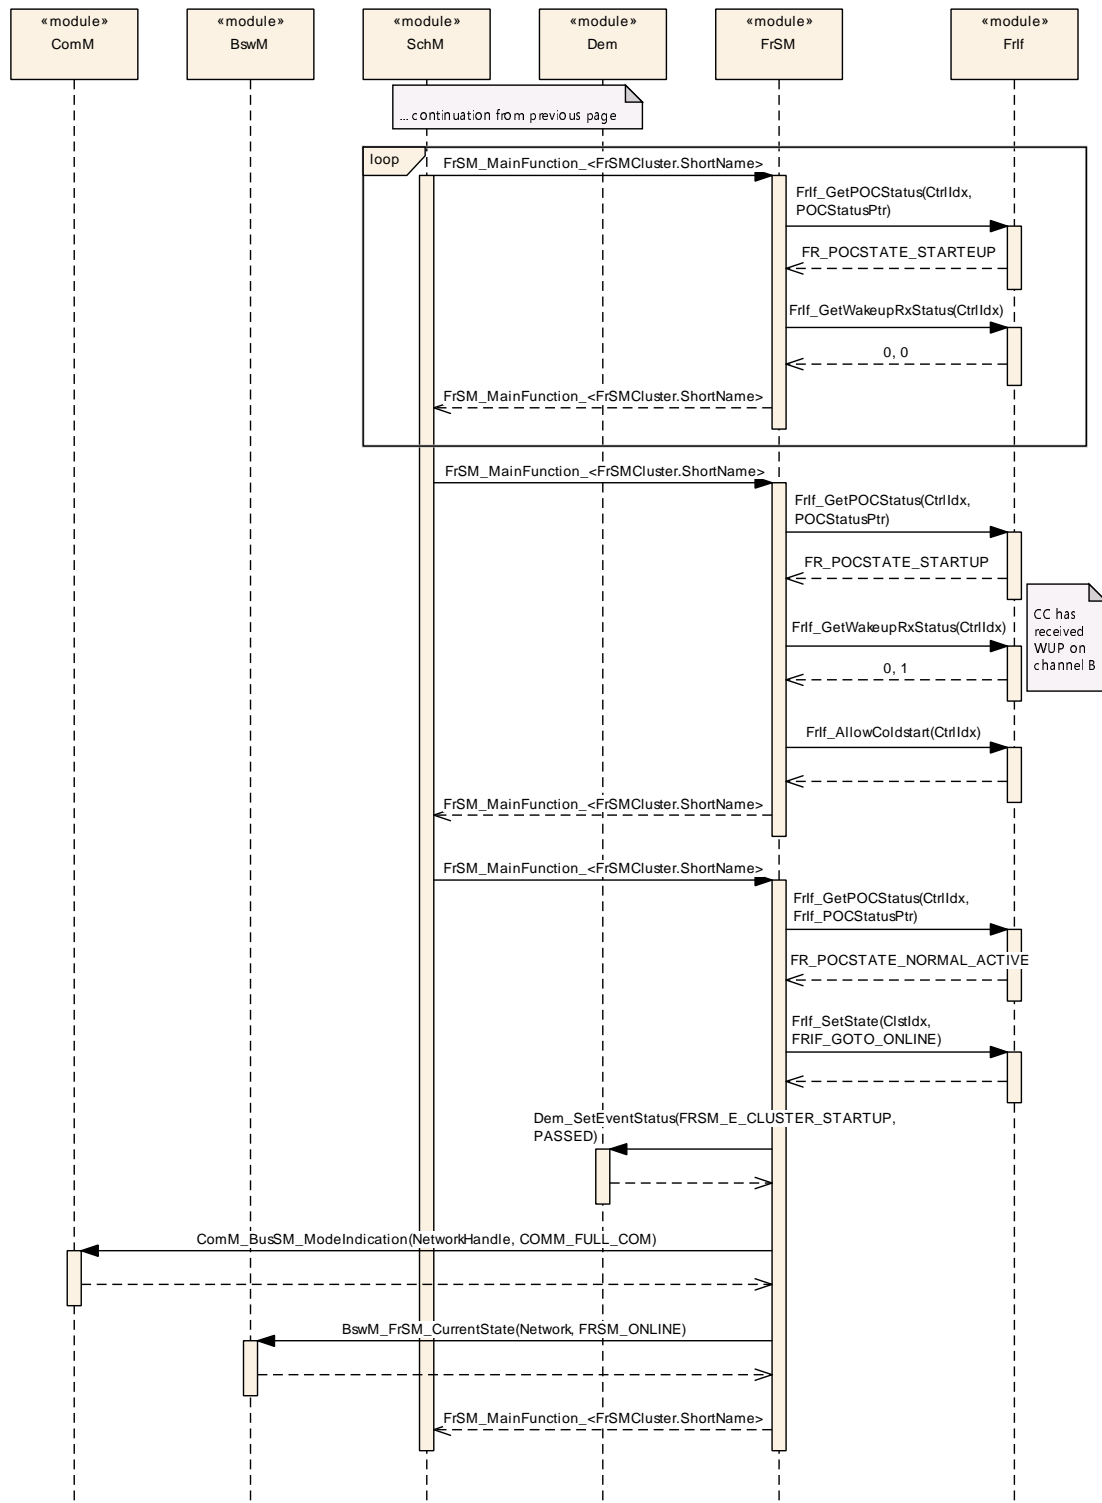 «module»
ComM
«module»
BswM
«module»
SchM
«module»
Dem
«module»
FrSM
«module»
FrIf
... continuation from previous page
loop
FrSM_MainFunction_<FrSMCluster.ShortName>
FrIf_GetPOCStatus(CtrlIdx,
POCStatusPtr)
FR_POCSTATE_STARTEUP
FrIf_GetWakeupRxStatus(CtrlIdx)
0, 0
FrSM_MainFunction_<FrSMCluster.ShortName>
FrSM_MainFunction_<FrSMCluster.ShortName>
FrIf_GetPOCStatus(CtrlIdx,
POCStatusPtr)
FR_POCSTATE_STARTUP
CC has
received
WUP on
channel B
FrIf_GetWakeupRxStatus(CtrlIdx)
0, 1
FrIf_AllowColdstart(CtrlIdx)
FrSM_MainFunction_<FrSMCluster.ShortName>
FrSM_MainFunction_<FrSMCluster.ShortName>
FrIf_GetPOCStatus(CtrlIdx,
FrIf_POCStatusPtr)
FR_POCSTATE_NORMAL_ACTIVE
FrIf_SetState(ClstIdx,
FRIF_GOTO_ONLINE)
Dem_SetEventStatus(FRSM_E_CLUSTER_STARTUP,
PASSED)
ComM_BusSM_ModeIndication(NetworkHandle, COMM_FULL_COM)
BswM_FrSM_CurrentState(Network, FRSM_ONLINE)
FrSM_MainFunction_<FrSMCluster.ShortName>